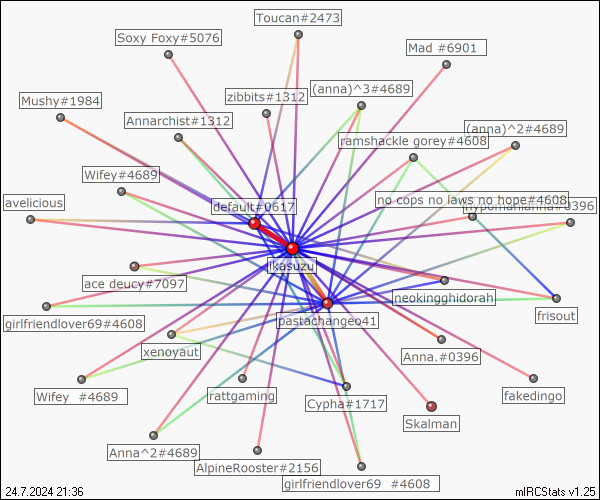 Toucan#2473
Soxy Foxy#5076
Mad #6901
(anna)^3#4689
zibbits#1312
Mushy#1984
Annarchist#1312
(anna)^2#4689
ramshackle gorey#4608
Wifey#4689
avelicious
default#0617
no cops no laws no hope#4608
hypomanianna#0396
ikasuzu
ace deucy#7097
neokingghidorah
girlfriendlover69#4608
pastachangeo41
frisout
xenoyaut
Anna.#0396
Wifey #4689
rattgaming
Cypha#1717
fakedingo
Skalman
Anna^2#4689
AlpineRooster#2156
girlfriendlover69 #4608
24.7.2024 21:36
mIRCStats v1.25